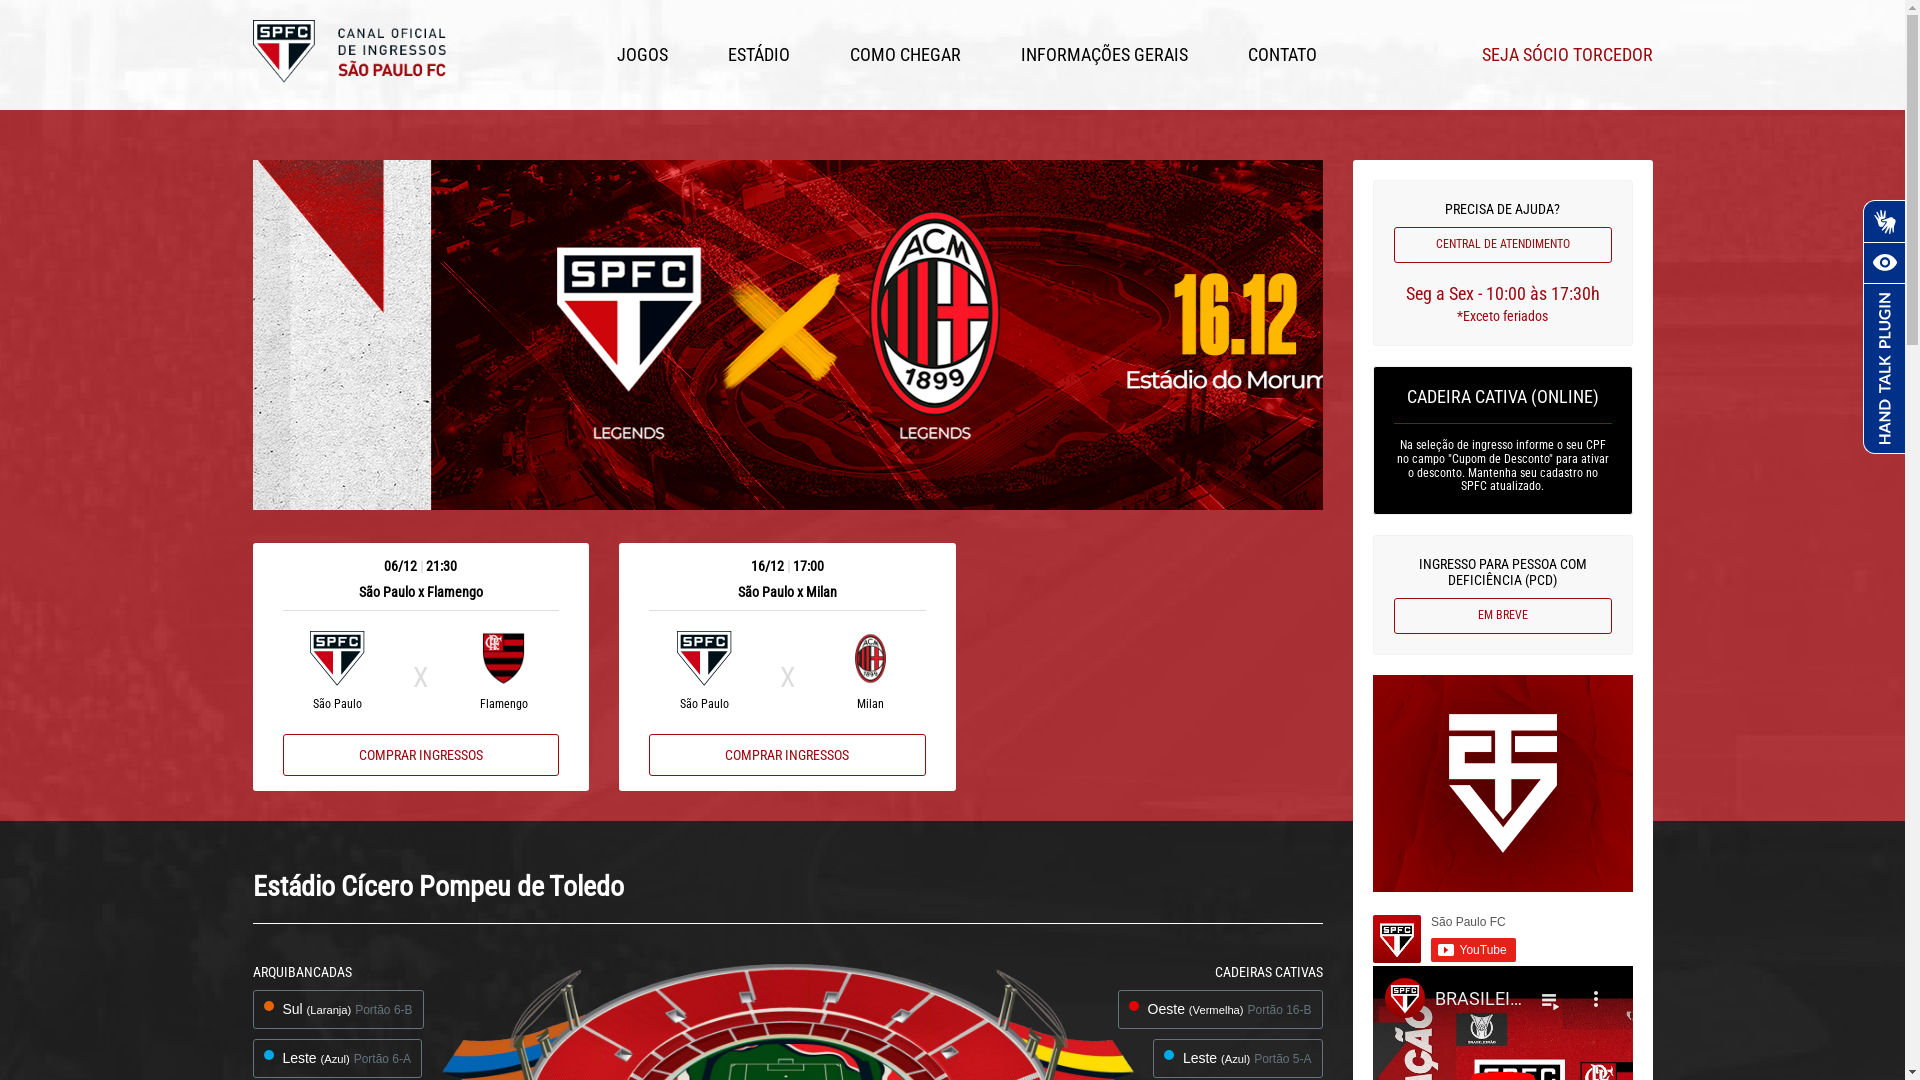 SPFC
CANAL OFICIAL
DE INGRESSOS
SÃO PAULO FC
JOGOS
ESTÁDIO
COMO CHEGAR
INFORMAÇÕES GERAIS
CONTATO
SEJA SÓCIO TORCEDOR
SPFC
LEGENDS
ACM
1899
LEGENDS
16.12
Estádio do Morum
PRECISA DE AJUDA?
CENTRAL DE ATENDIMENTO
Seg a Sex - 10:00 às 17:30h
*Exceto feriados
CADEIRA CATIVA (ONLINE)
Na seleção de ingresso informe o seu CPF
no campo "Cupom de Desconto" para ativar
o desconto. Mantenha seu cadastro no
SPFC atualizado.
INGRESSO PARA PESSOA COM
DEFICIÊNCIA (PCD)
EM BREVE
HAND TALK PLUGIN
06/12 | 21:30
São Paulo x Flamengo
SPFC
X
São Paulo
Flamengo
COMPRAR INGRESSOS
16/12 | 17:00
São Paulo x Milan
SPFC
X
São Paulo
Milan
COMPRAR INGRESSOS
São Paulo FC
YouTube
BRASILEI...
Estádio Cícero Pompeu de Toledo
ARQUIBANCADAS
Sul (Laranja) Portão 6-B
Leste (Azul) Portão 6-A
CADEIRAS CATIVAS
Oeste (Vermelha) Portão 16-B
Leste (Azul) Portão 5-A